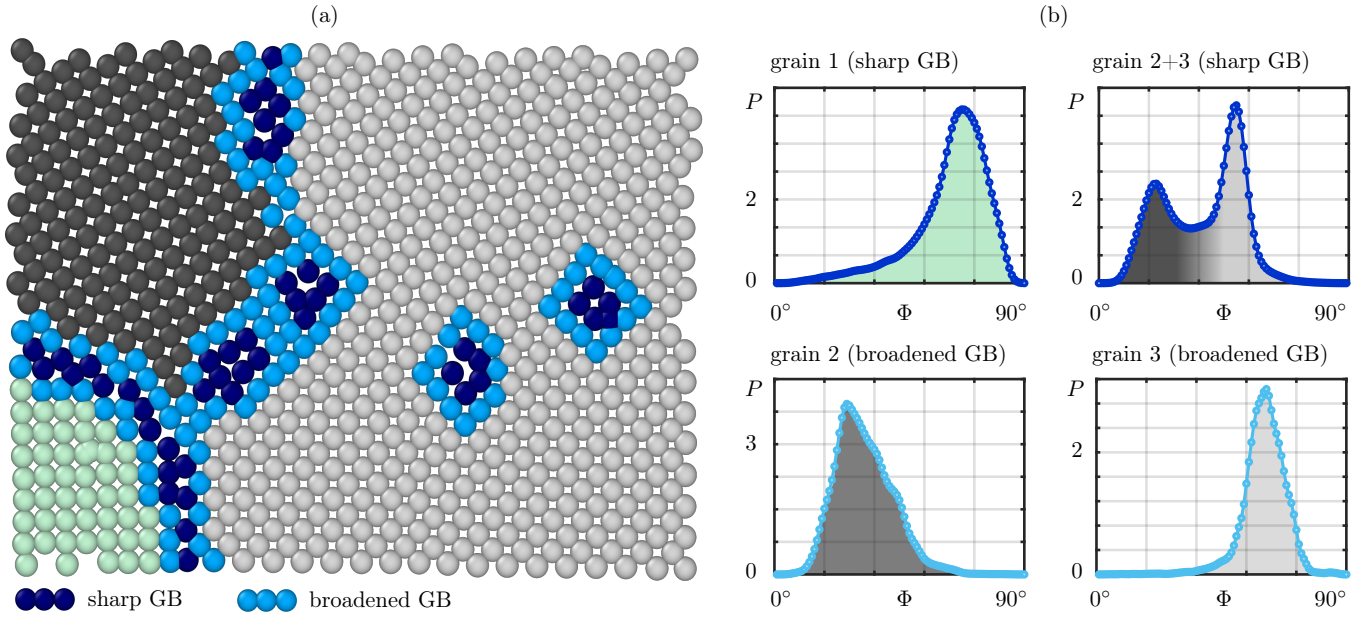 (a)
sharp GB
broadened GB
(b)
grain 1 (sharp GB)
P
2
0
0°
Φ
90°
grain 2+3 (sharp GB)
P
2
0
0°
Φ
90°
grain 2 (broadened GB)
P
3
0
0°
Φ
90°
grain 3 (broadened GB)
P
2
0
0°
Φ
90°